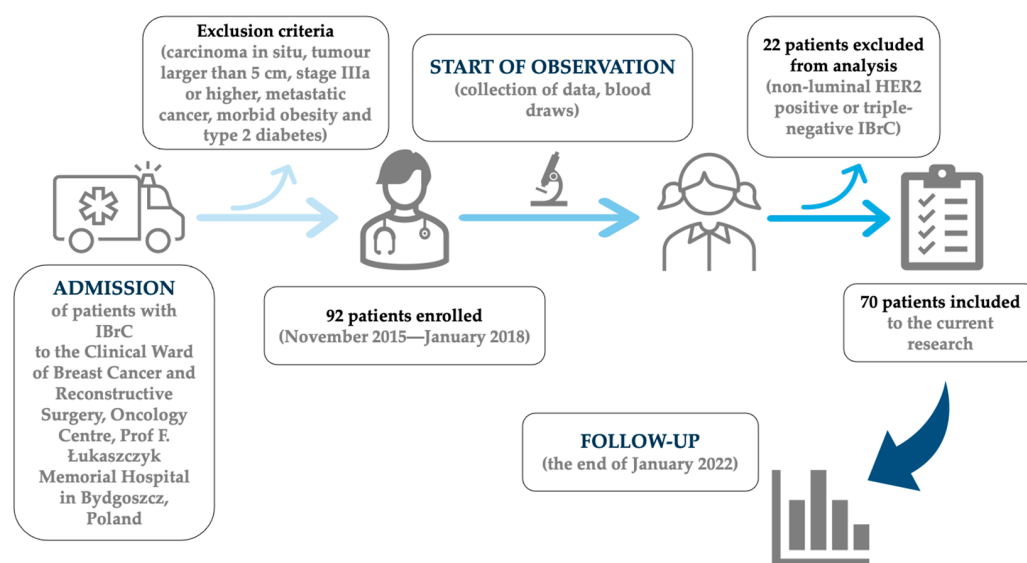 Exclusion criteria
(carcinoma in situ, tumour
larger than 5 cm, stage IIIa
or higher, metastatic
cancer, morbid obesity and
type 2 diabetes)
START OF OBSERVATION
(collection of data, blood
draws)
22 patients excluded
from analysis
(non-luminal HER2
positive or triple-
negative IBrC)
ADMISSION
of patients with
IBrC
to the Clinical Ward
of Breast Cancer and
Reconstructive
Surgery, Oncology
Centre, Prof F.
Łukaszczyk
Memorial Hospital
in Bydgoszcz,
Poland
92 patients enrolled
(November 2015—January 2018)
70 patients included
to the current
research
FOLLOW-UP
(the end of January 2022)